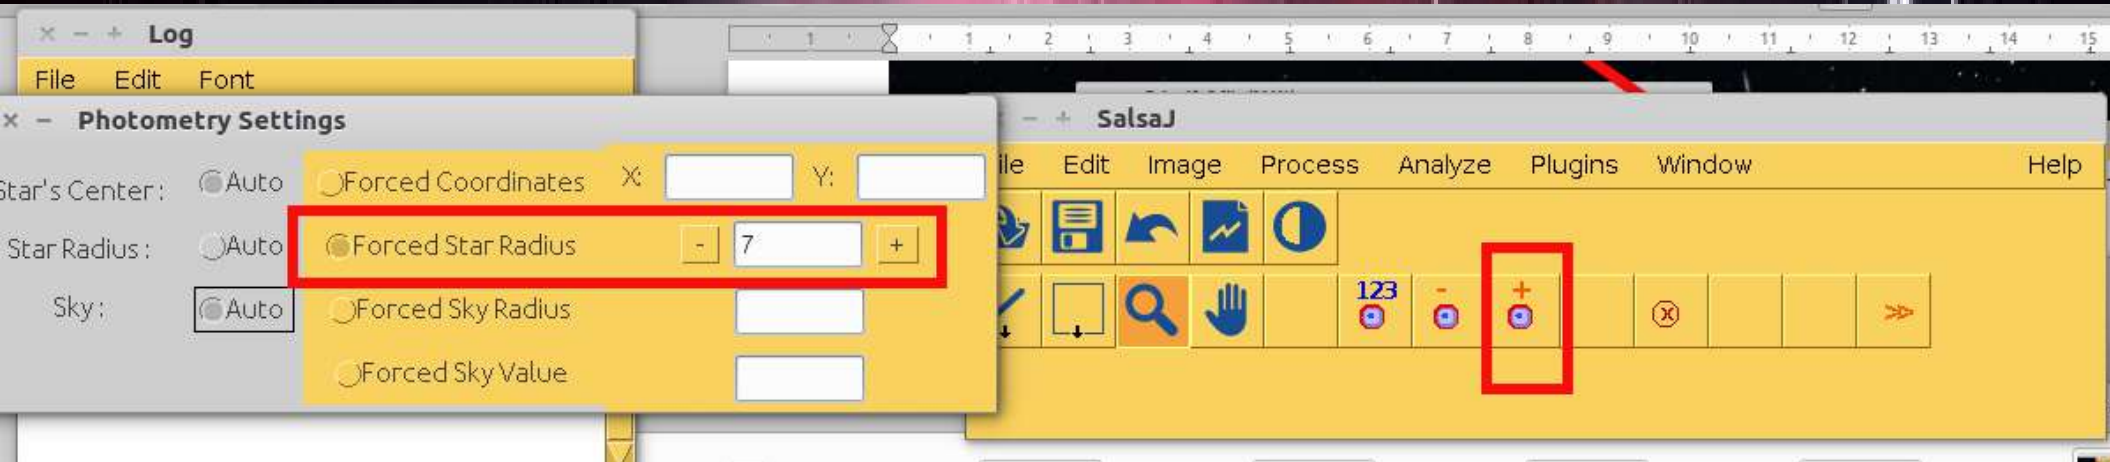 Log
File Edit Font
Photometry Settings
Star's Center: Auto Forced Coordinates X: Y:
Star Radius: Auto Forced Star Radius - 7 +
Sky: Auto Forced Sky Radius
Forced Sky Value
1 1 2 3 4 5 6 7 8 9 10 11 12 13 14 15
SalsaJ
ile Edit Image Process Analyze Plugins Window Help
123 - +